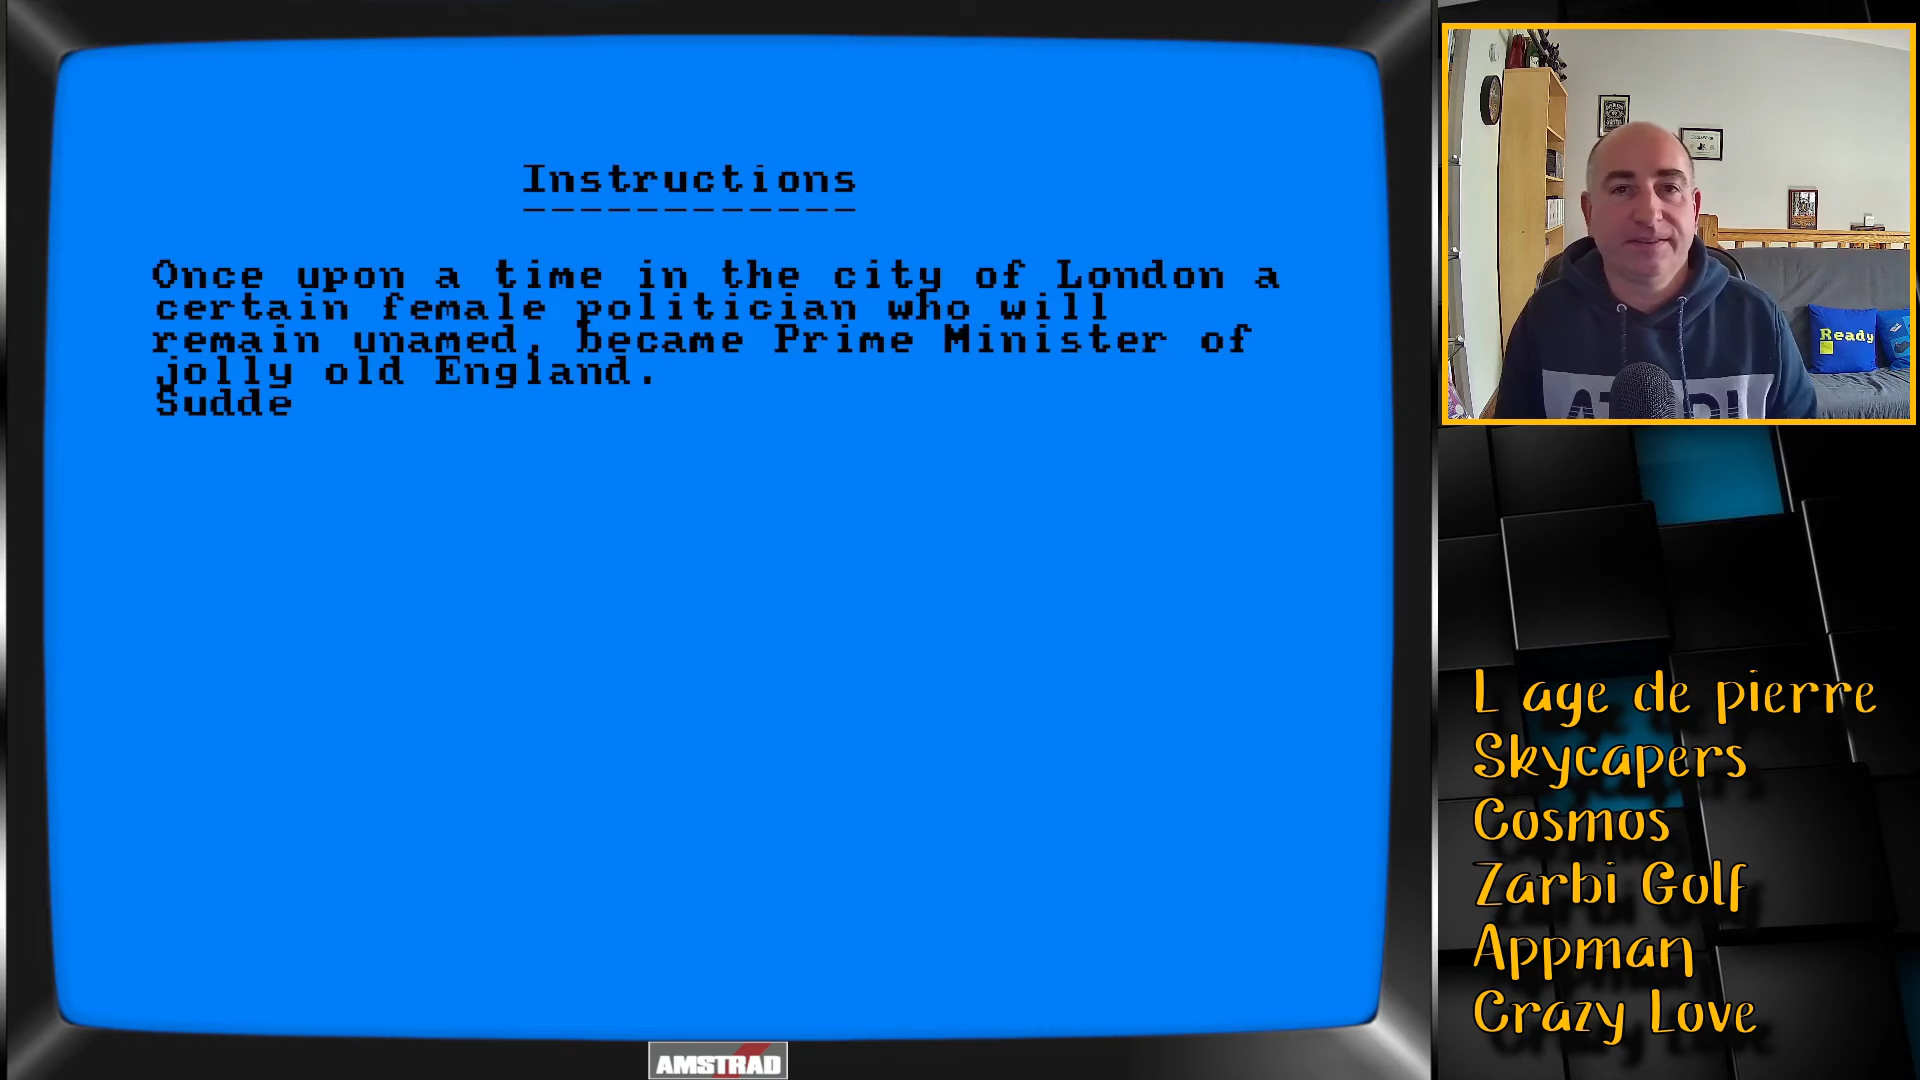 Instructions
------------
Once upon a time in the city of London a
certain female politician who will
remain unamed, became Prime Minister of
jolly old England.
Sudde
AMSTRAD
Ready
L age de pierre
Skycapers
Cosmos
Zarbi Golf
Appman
Crazy Love